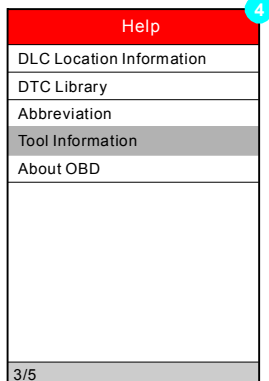 4
Help
DLC Location Information
DTC Library
Abbreviation
Tool Information
About OBD
3/5